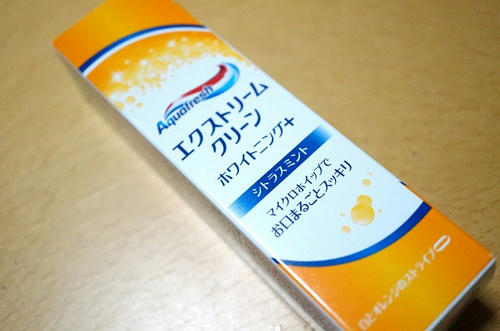 Aquafresh
エクストリーム
クリーン
ホワイトニング+
シトラスミント
マイクロホイップで
お口まるごとスッキリ
白とオレンジのストライプ